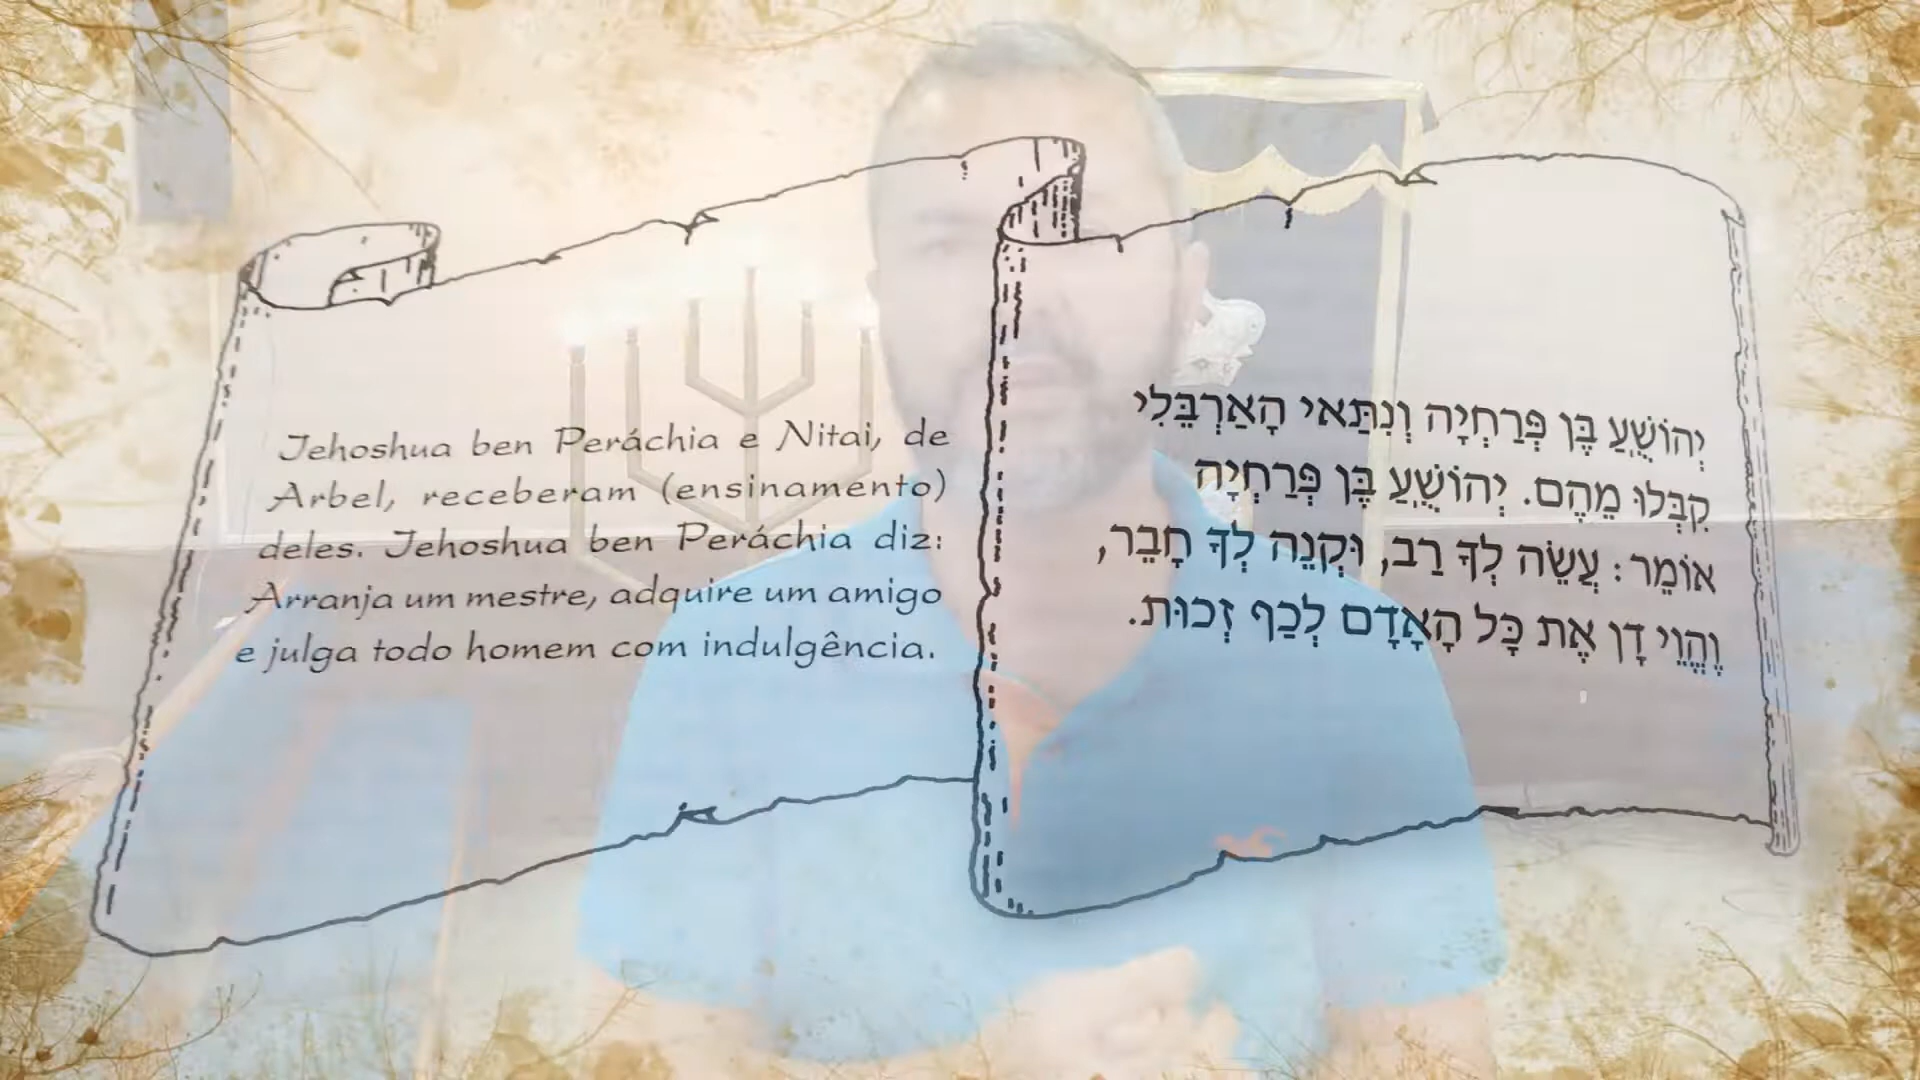 Jehoshua ben Peráchia e Nitai, de
Arbel, receberam (ensinamento)
deles. Jehoshua ben Peráchia diz:
Arranja um mestre, adquire um amigo
e julga todo homem com indulgência.
יְהוֹשֻׁעַ בֶּן פְּרַחְיָה וְנִתַּאי הָאַרְבֵּלִי
קִבְּלוּ מֵהֶם. יְהוֹשֻׁעַ בֶּן פְּרַחְיָה
אוֹמֵר: עֲשֵׂה לְךָ רַב, וּקְנֵה לְךָ חָבֵר,
וֶהֱוֵי דָן אֶת כָּל הָאָדָם לְכַף זְכוּת.